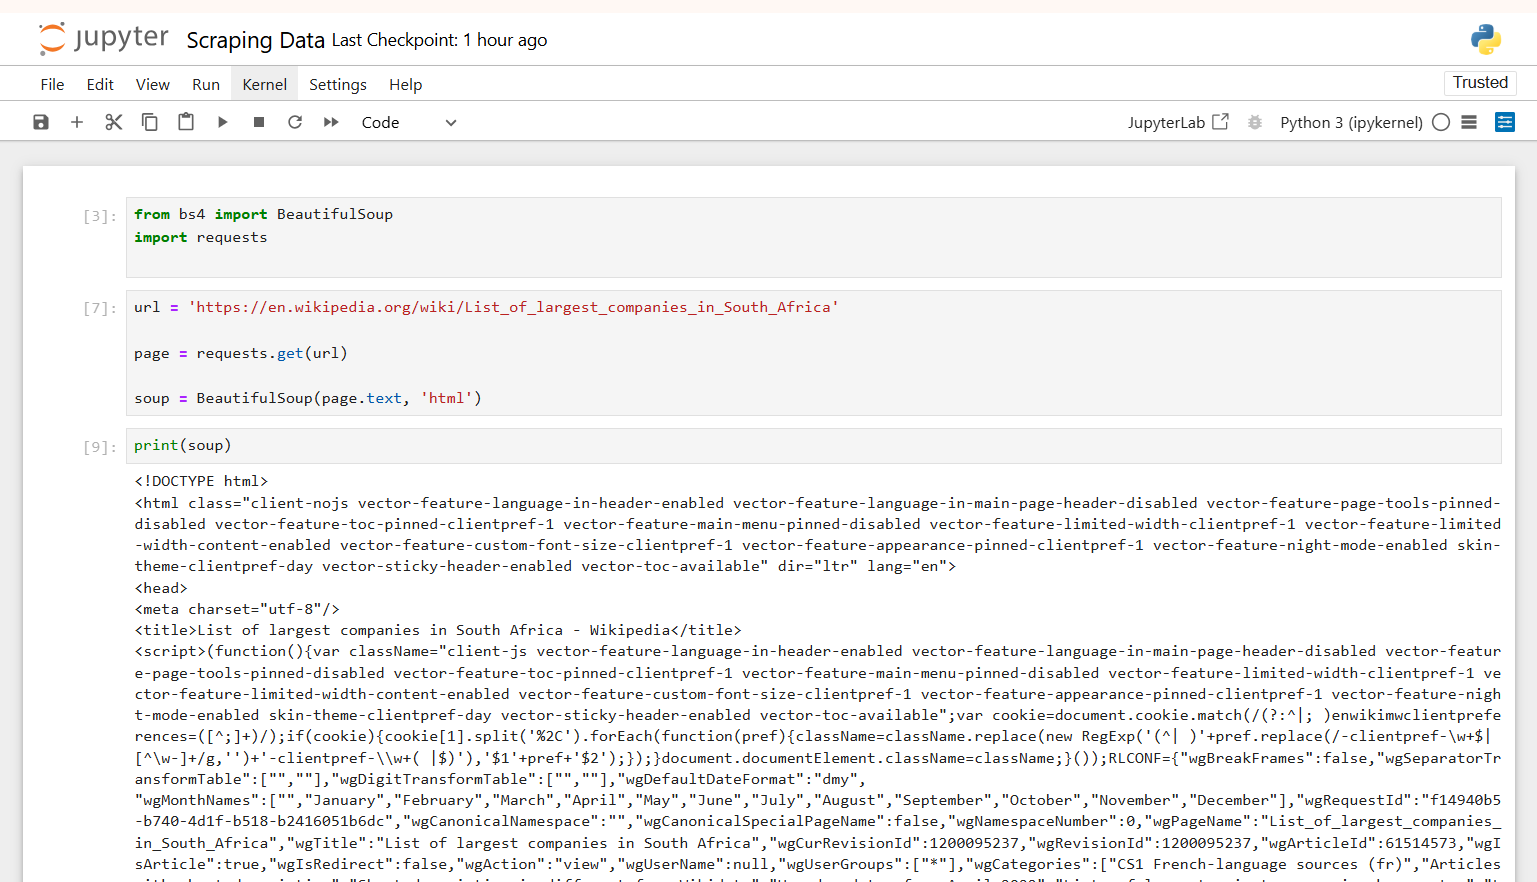 jupyter Scraping Data Last Checkpoint: 1 hour ago
File Edit View Run Kernel Settings Help
Trusted
Code
JupyterLab Python 3 (ipykernel)
[3]: from bs4 import BeautifulSoup
import requests
[7]: url = 'https://en.wikipedia.org/wiki/List_of_largest_companies_in_South_Africa'
page = requests.get(url)
soup = BeautifulSoup(page.text, 'html')
[9]: print(soup)
<!DOCTYPE html>
<html class="client-nojs vector-feature-language-in-header-enabled vector-feature-language-in-main-page-header-disabled vector-feature-page-tools-pinned-
disabled vector-feature-toc-pinned-clientpref-1 vector-feature-main-menu-pinned-disabled vector-feature-limited-width-clientpref-1 vector-feature-limited
-width-content-enabled vector-feature-custom-font-size-clientpref-1 vector-feature-appearance-pinned-clientpref-1 vector-feature-night-mode-enabled skin-
theme-clientpref-day vector-sticky-header-enabled vector-toc-available" dir="ltr" lang="en">
<head>
<meta charset="utf-8"/>
<title>List of largest companies in South Africa - Wikipedia</title>
<script>(function(){var className="client-js vector-feature-language-in-header-enabled vector-feature-language-in-main-page-header-disabled vector-featur
e-page-tools-pinned-disabled vector-feature-toc-pinned-clientpref-1 vector-feature-main-menu-pinned-disabled vector-feature-limited-width-clientpref-1 ve
ctor-feature-limited-width-content-enabled vector-feature-custom-font-size-clientpref-1 vector-feature-appearance-pinned-clientpref-1 vector-feature-nigh
t-mode-enabled skin-theme-clientpref-day vector-sticky-header-enabled vector-toc-available";var cookie=document.cookie.match(/(?:^|; )enwikimwclientprefe
rences=([^;]+)/);if(cookie){cookie[1].split('%2C').forEach(function(pref){className=className.replace(new RegExp('(^| )'+pref.replace(/-clientpref-\w+$|
[^\w-]+/g,'')+'-clientpref-\\w+( |$)'),'$1'+pref+'$2');});}document.documentElement.className=className;}());RLCONF={"wgBreakFrames":false,"wgSeparatorTr
ansformTable":["",""],"wgDigitTransformTable":["",""],"wgDefaultDateFormat":"dmy",
"wgMonthNames":["","January","February","March","April","May","June","July","August","September","October","November","December"],"wgRequestId":"f14940b5
-b740-4d1f-b518-b2416051b6dc","wgCanonicalNamespace":"","wgCanonicalSpecialPageName":false,"wgNamespaceNumber":0,"wgPageName":"List_of_largest_companies_
in_South_Africa","wgTitle":"List of largest companies in South Africa","wgCurRevisionId":1200095237,"wgRevisionId":1200095237,"wgArticleId":61514573,"wgI
sArticle":true,"wgIsRedirect":false,"wgAction":"view","wgUserName":null,"wgUserGroups":["*"],"wgCategories":["CS1 French-language sources (fr)","Articles